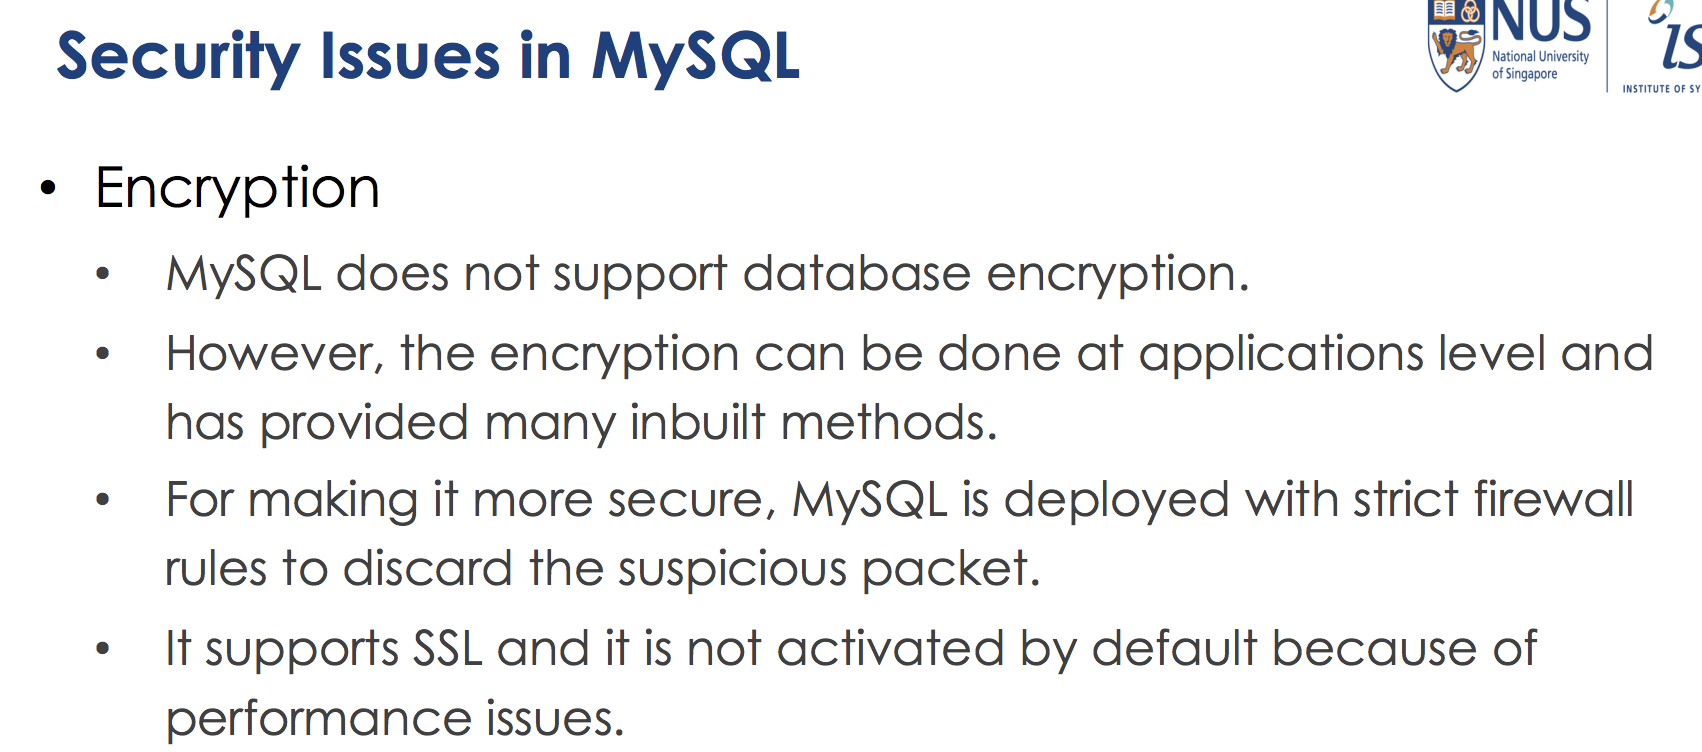 Security Issues in MySQL
NUS
National University
of Singapore
INSTITUTE OF SY
• Encryption
• MySQL does not support database encryption.
• However, the encryption can be done at applications level and
has provided many inbuilt methods.
• For making it more secure, MySQL is deployed with strict firewall
rules to discard the suspicious packet.
• It supports SSL and it is not activated by default because of
performance issues.